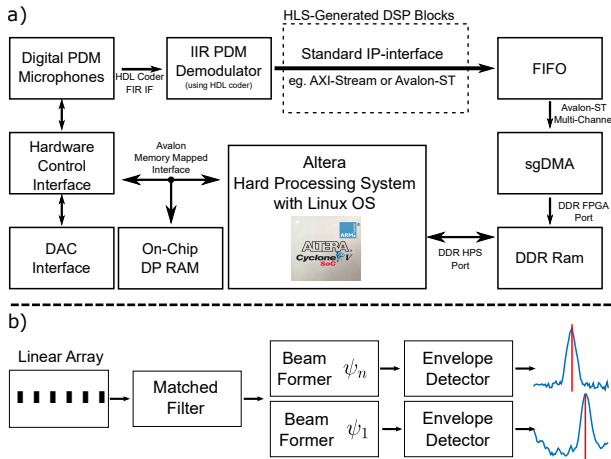 a)
HLS-Generated DSP Blocks
Digital PDM
Microphones
HDL Coder
FIR IF
IIR PDM
Demodulator
(using HDL coder)
Standard IP-interface
eg. AXI-Stream or Avalon-ST
FIFO
Avalon-ST
Multi-Channel
Hardware
Control
Interface
Avalon
Memory Mapped
Interface
Altera
Hard Processing System
with Linux OS
ARM
ALTERA
Cyclone V
SoC
sgDMA
DDR FPGA
Port
DAC
Interface
On-Chip
DP RAM
DDR HPS
Port
DDR Ram
b)
Linear Array
Matched
Filter
Beam
Former ψn
Envelope
Detector
Beam
Former ψ1
Envelope
Detector